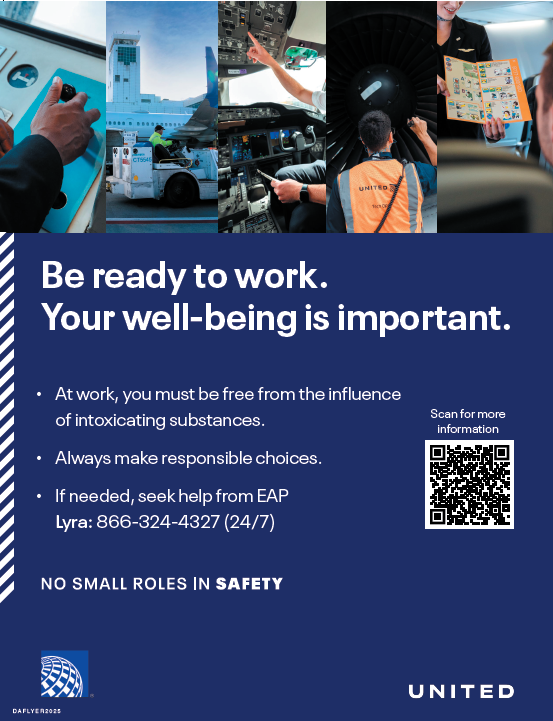 CT5945
UNITED
Be ready to work.
Your well-being is important.
• At work, you must be free from the influence
of intoxicating substances.
• Always make responsible choices.
• If needed, seek help from EAP
Lyra: 866-324-4327 (24/7)
Scan for more
information
NO SMALL ROLES IN SAFETY
DAFLYER2025
UNITED